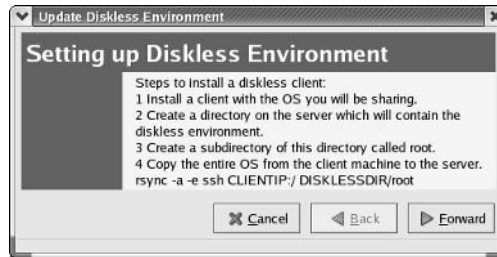 Update Diskless Environment
Setting up Diskless Environment
Steps to install a diskless client:
1 Install a client with the OS you will be sharing.
2 Create a directory on the server which will contain the
diskless environment.
3 Create a subdirectory of this directory called root.
4 Copy the entire OS from the client machine to the server.
rsync -a -e ssh CLIENTIP:/ DISKLESSDIR/root
Cancel
Back
Forward